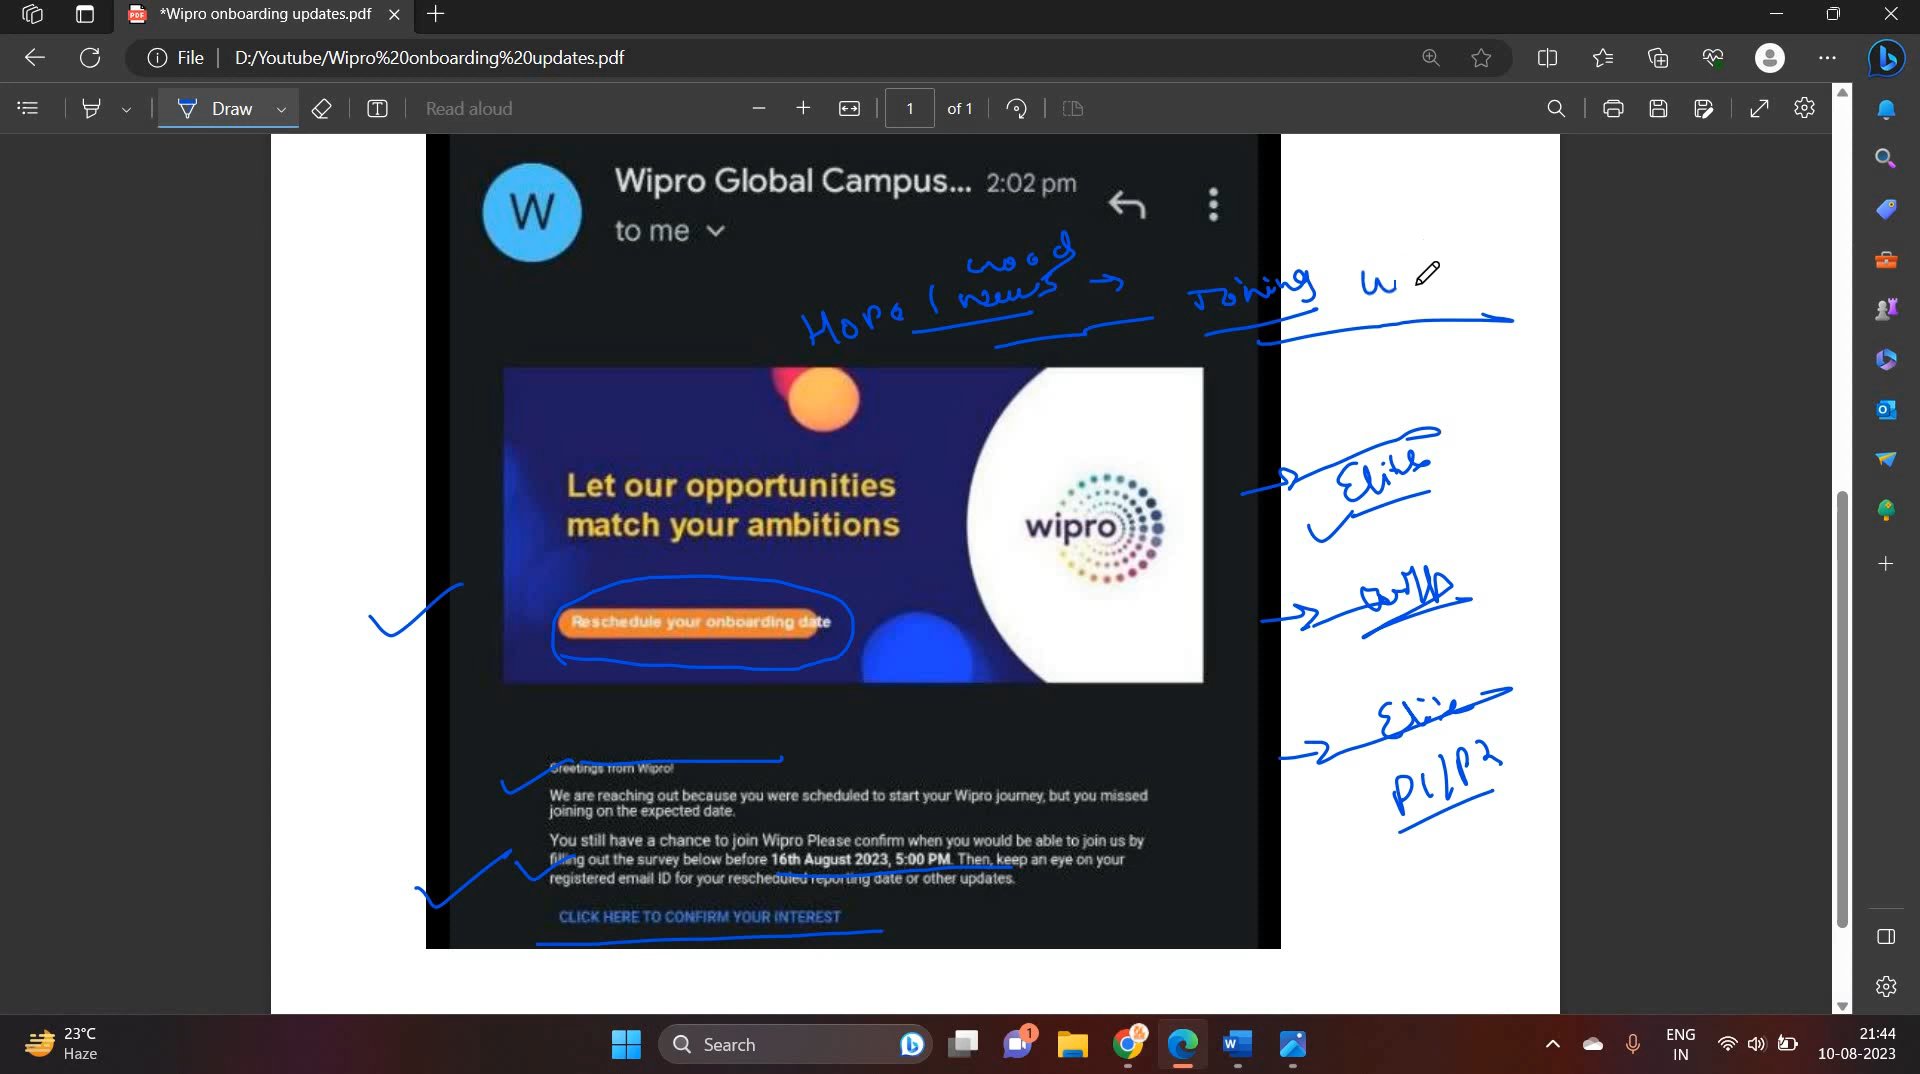 *Wipro onboarding updates.pdf
File D:/Youtube/Wipro%20onboarding%20updates.pdf
Draw Read aloud 1 of 1
Wipro Global Campus... 2:02 pm
W
to me
good
Hope / news → Joining
Let our opportunities
match your ambitions
wipro
Elite
Reschedule your onboarding date
Elite
P1/P2
Greetings from Wipro!
We are reaching out because you were scheduled to start your Wipro journey, but you missed
joining on the expected date.
You still have a chance to join Wipro Please confirm when you would be able to join us by
filling out the survey below before 16th August 2023, 5:00 PM. Then, keep an eye on your
registered email ID for your rescheduled reporting date or other updates.
CLICK HERE TO CONFIRM YOUR INTEREST
23°C
Haze
Search
1
ENG
IN
21:44
10-08-2023